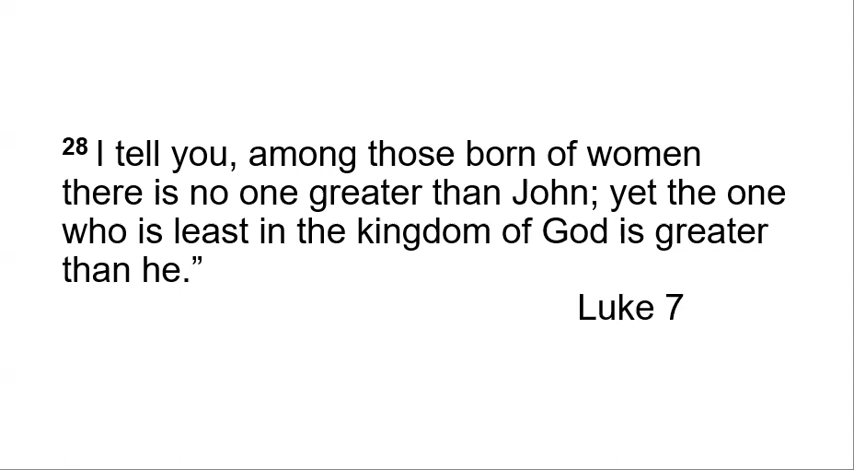 28 I tell you, among those born of women
there is no one greater than John; yet the one
who is least in the kingdom of God is greater
than he.”
Luke 7